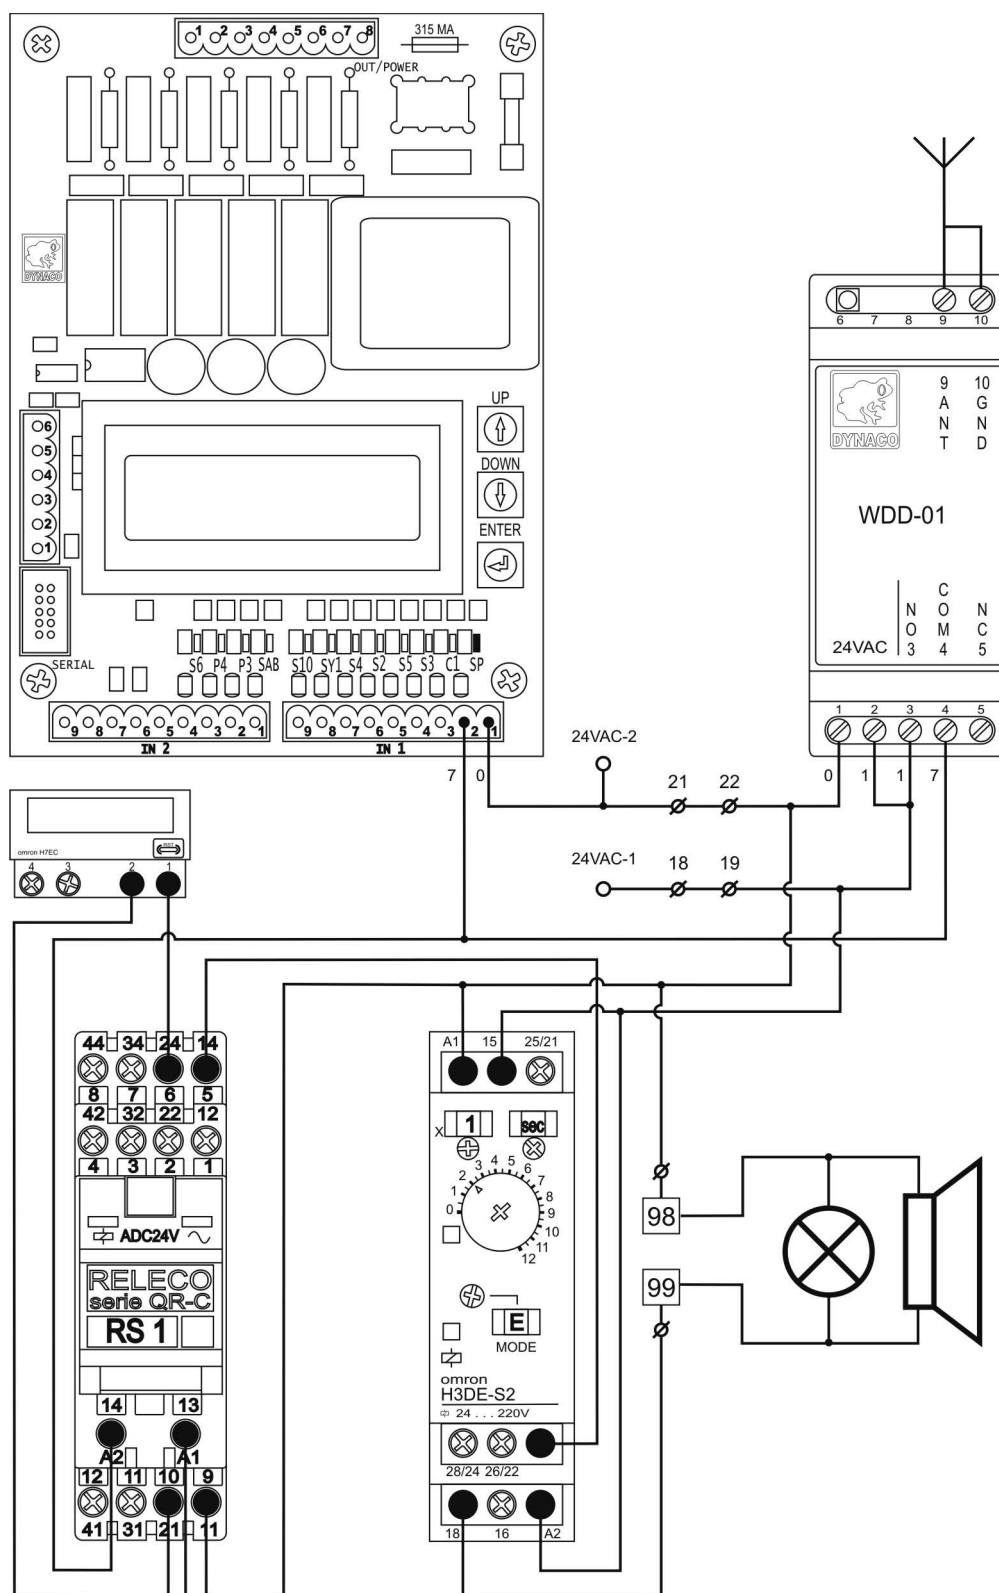 1 2 3 4 5 6 7 8
315 MA
OUT/POWER
DYNACO
6
5
4
3
2
1
UP
DOWN
ENTER
SERIAL
S6 P4 P3 SAB
S10 SY1 S4 S2 S5 S3 C1 SP
9 8 7 6 5 4 3 2 1
IN 2
9 8 7 6 5 4 3 2 1
IN 1
7 0
6 7 8 9 10
DYNACO
9 ANT
10 GND
WDD-01
24VAC
NO 3
COM 4
NC 5
1 2 3 4 5
0 1 1 7
24VAC-2
21 22
24VAC-1
18 19
omron H7EC
RST
4 3 2 1
44 34 24 14
8 7 6 5
42 32 22 12
4 3 2 1
ADC24V
RELECO
serie QR-C
RS 1
14 13
A2 A1
12 11 10 9
41 31 21 11
A1 15 25/21
X 1 sec
0 1 2 3 4 5 6 7 8 9 10 11 12
E
MODE
omron
H3DE-S2
24 . . . 220V
28/24 26/22
18 16 A2
98
99